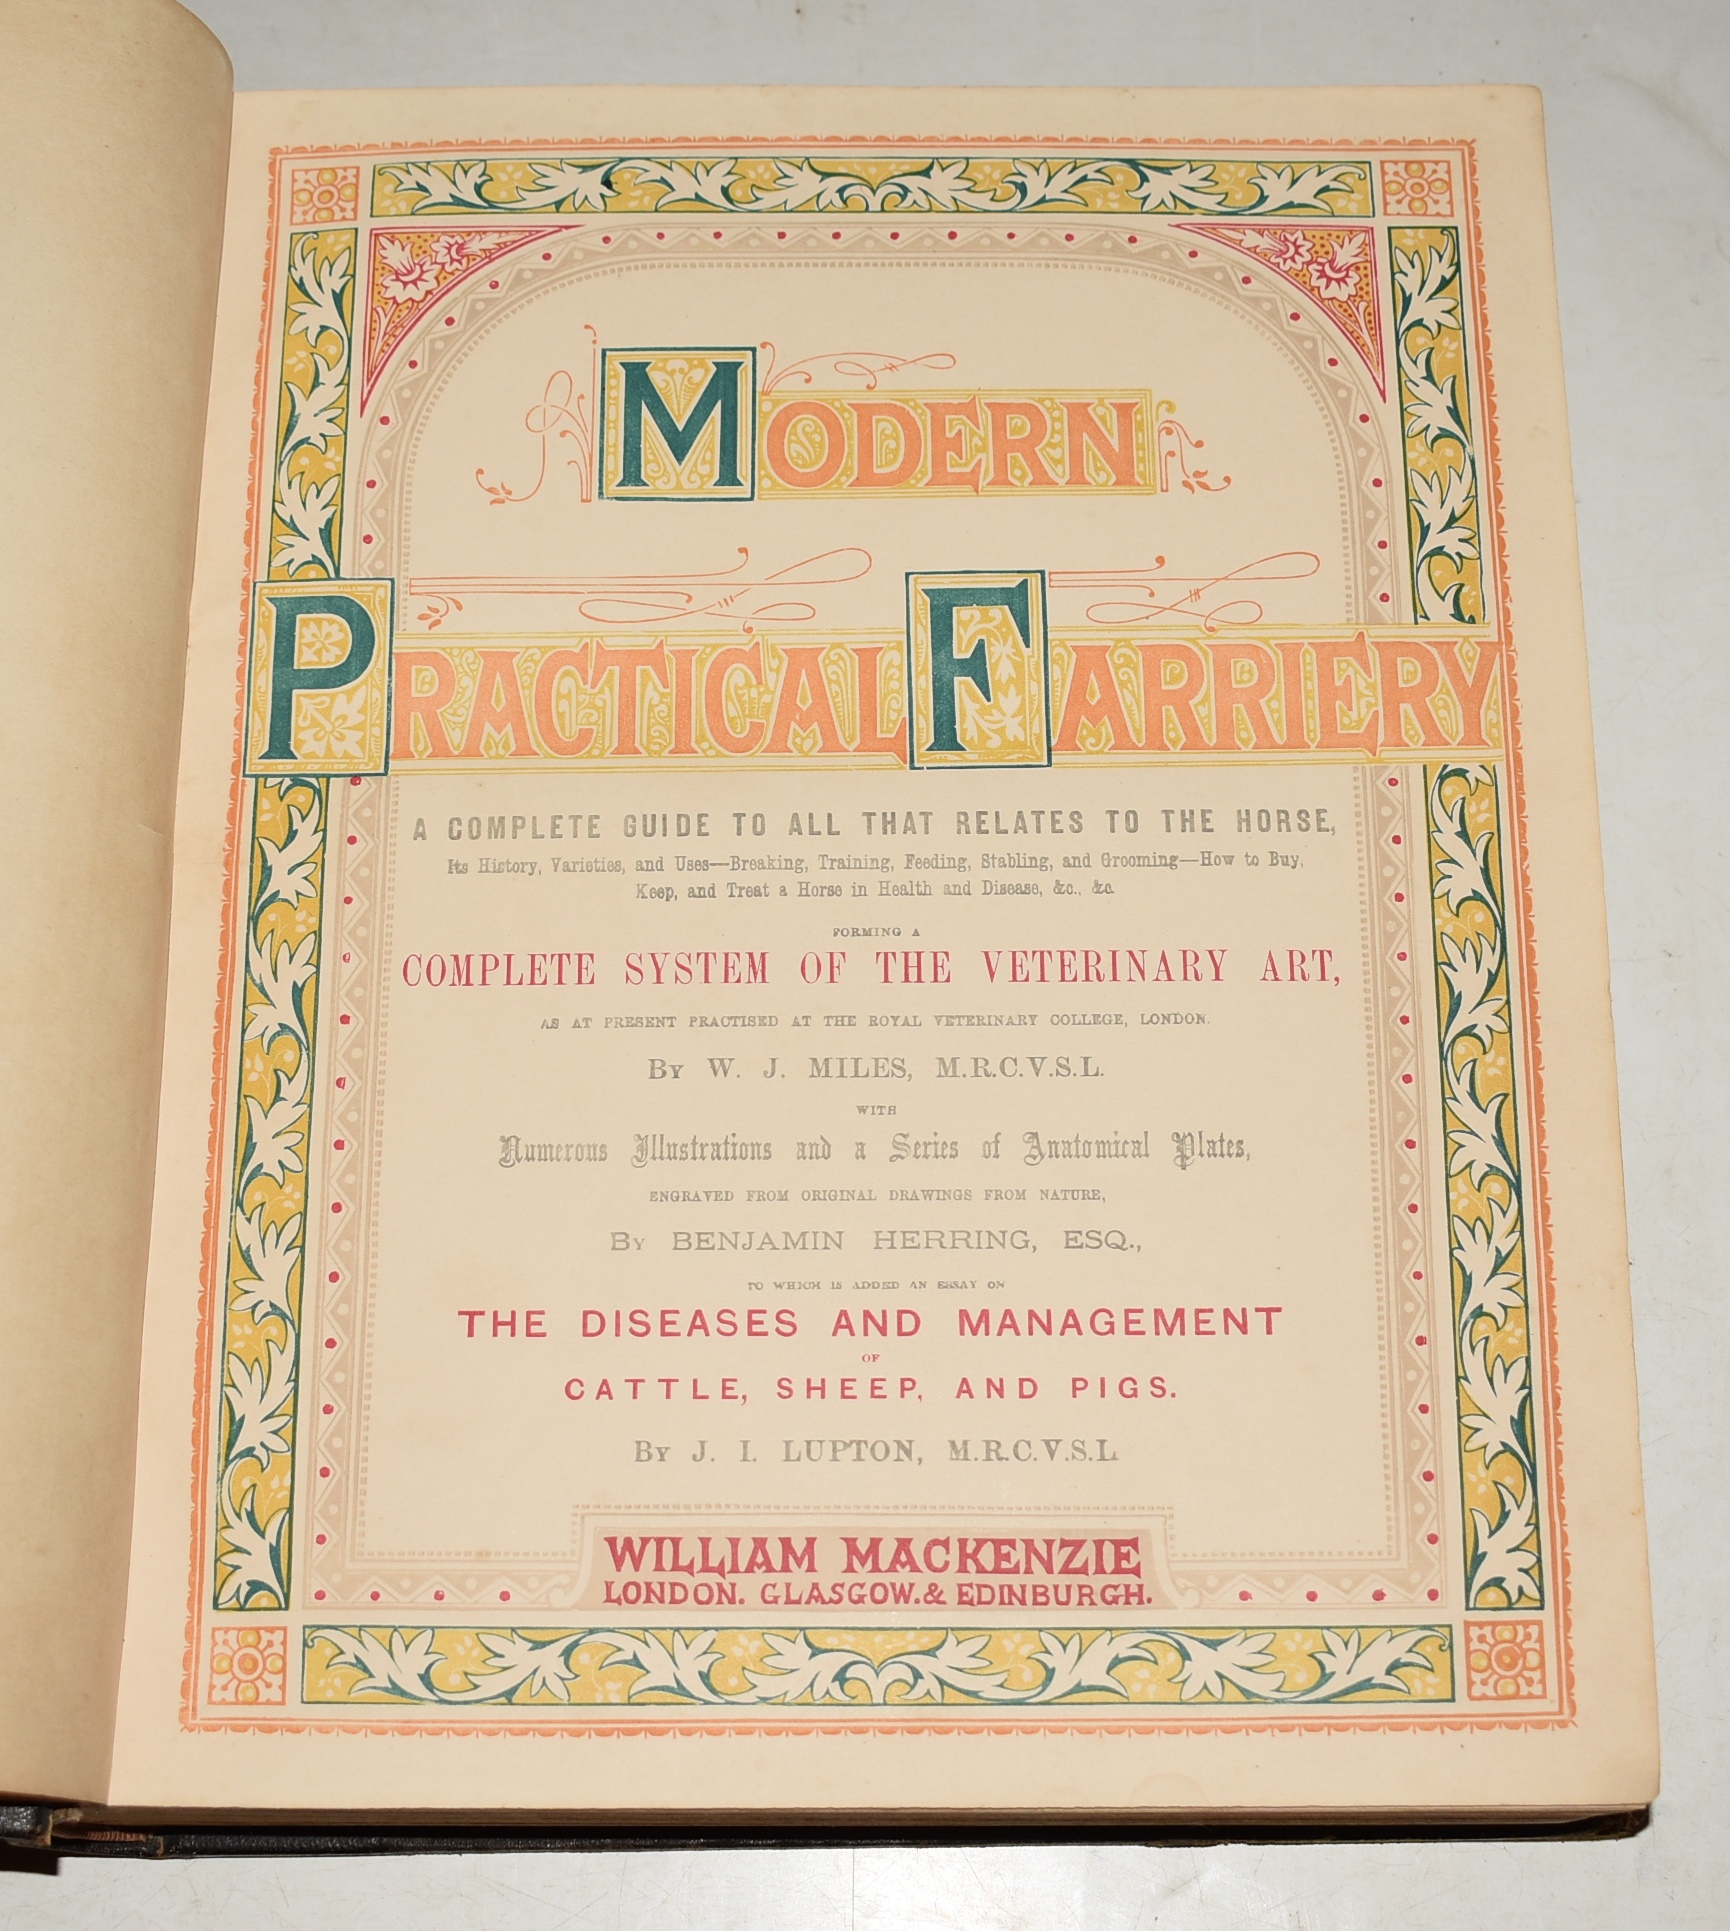 MODERN
PRACTICAL FARRIERY
A COMPLETE GUIDE TO ALL THAT RELATES TO THE HORSE,
Its History, Varieties, and Uses—Breaking, Training, Feeding, Stabling, and Grooming—How to Buy,
Keep, and Treat a Horse in Health and Disease, &c., &c.
FORMING A
COMPLETE SYSTEM OF THE VETERINARY ART,
AS AT PRESENT PRACTISED AT THE ROYAL VETERINARY COLLEGE, LONDON.
By W. J. MILES, M.R.C.V.S.L.
WITH
Numerous Illustrations and a Series of Anatomical Plates,
ENGRAVED FROM ORIGINAL DRAWINGS FROM NATURE,
By BENJAMIN HERRING, ESQ.,
TO WHICH IS ADDED AN ESSAY ON
THE DISEASES AND MANAGEMENT
OF
CATTLE, SHEEP, AND PIGS.
By J. I. LUPTON, M.R.C.V.S.L
WILLIAM MACKENZIE
LONDON. GLASGOW. & EDINBURGH.